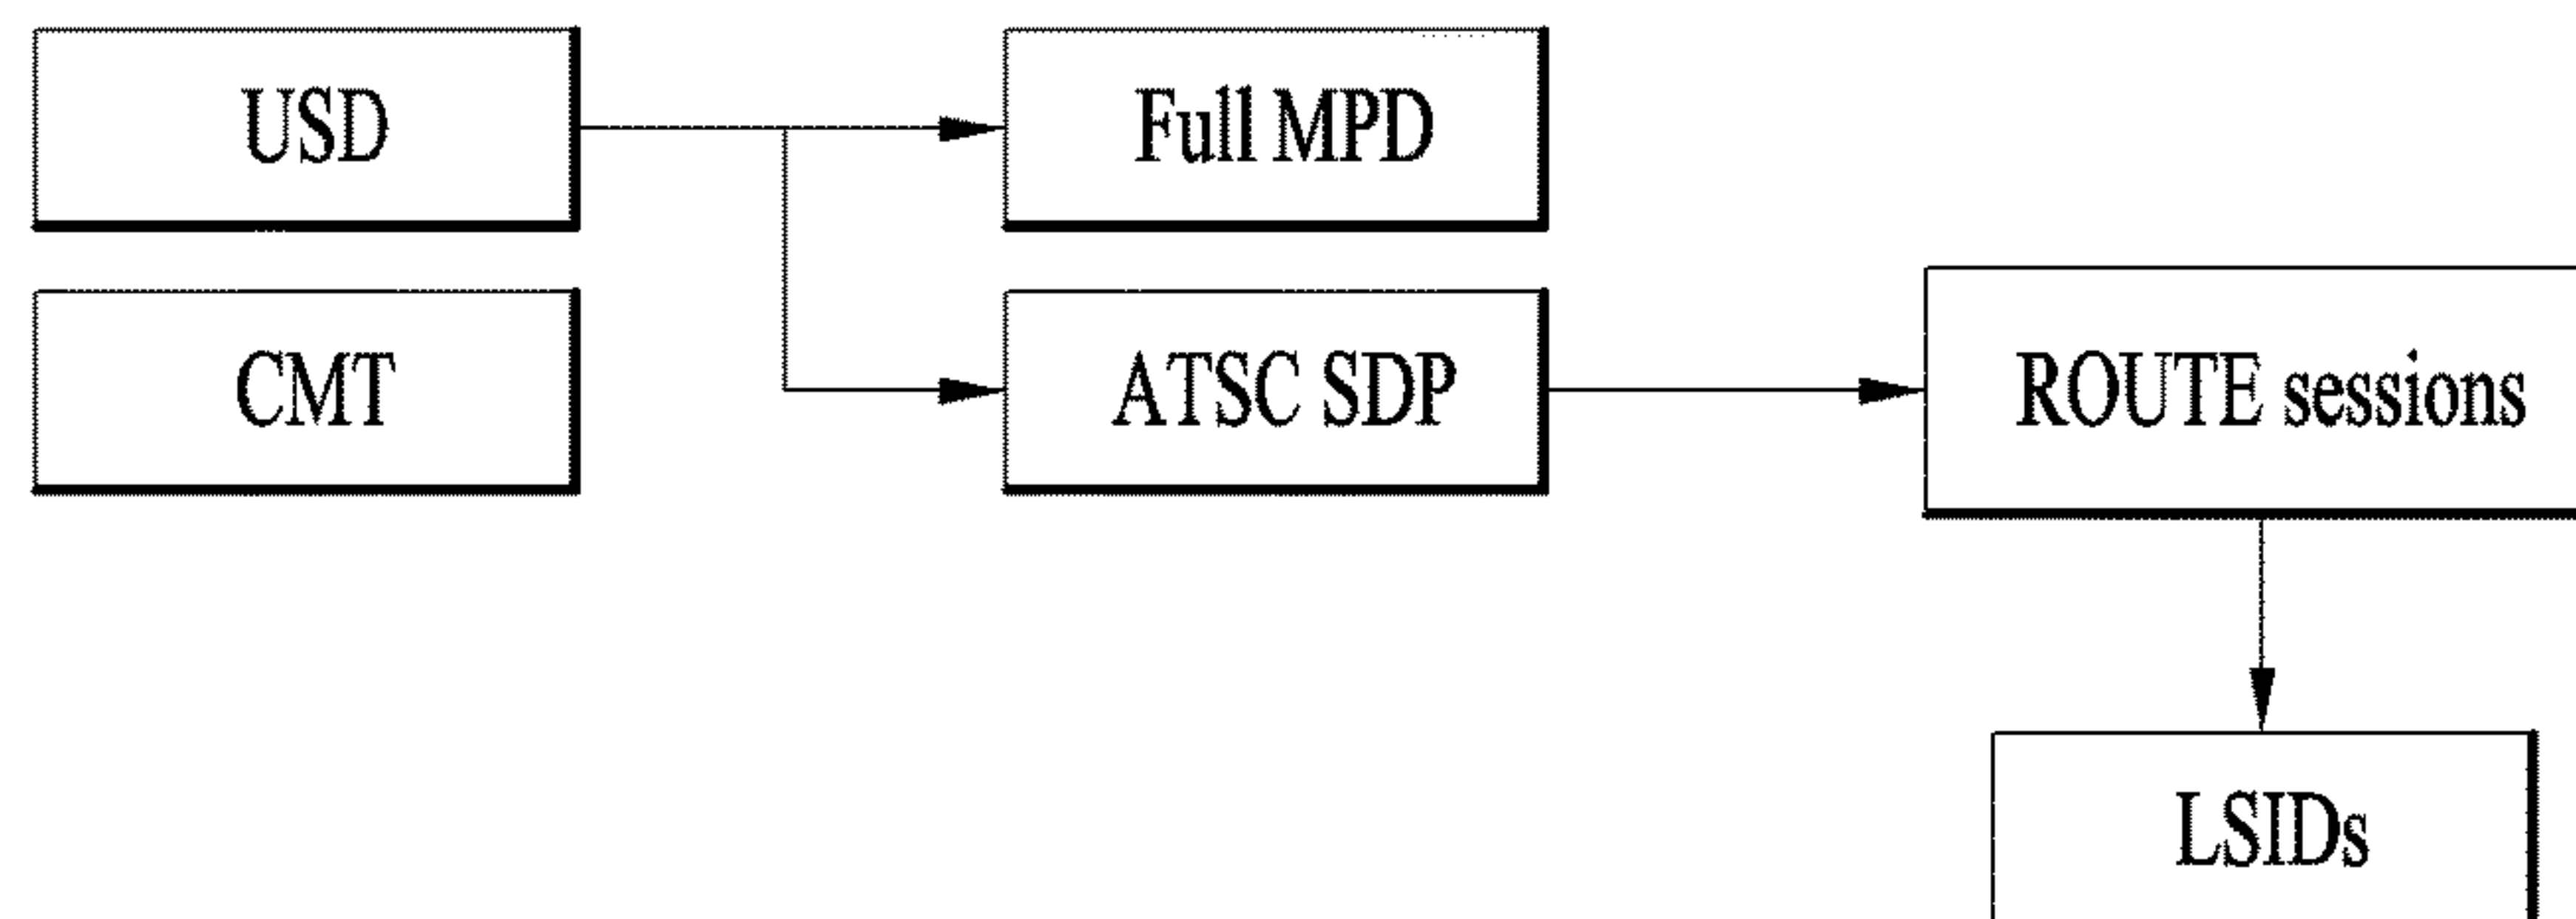 USD
Full MPD
CMT
ATSC SDP
ROUTE sessions
LSIDs